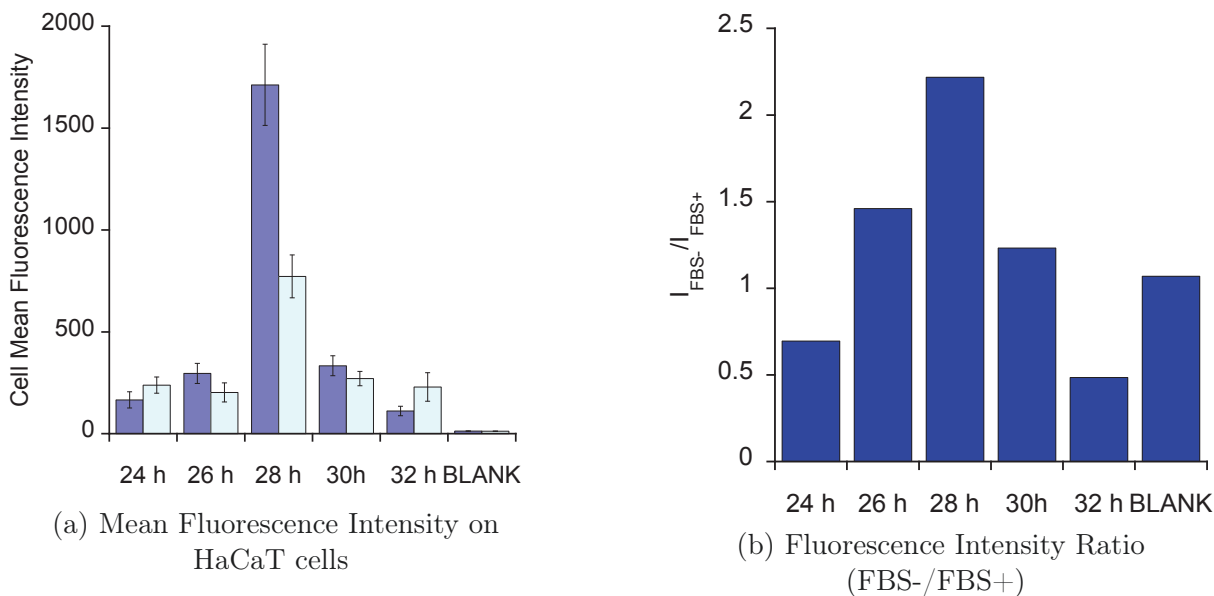 Cell Mean Fluorescence Intensity
2000
1500
1000
500
0
24 h 26 h 28 h 30h 32 h BLANK
(a) Mean Fluorescence Intensity on
HaCaT cells
I_FBS-/I_FBS+
2.5
2
1.5
1
0.5
0
24 h 26 h 28 h 30h 32 h BLANK
(b) Fluorescence Intensity Ratio
(FBS-/FBS+)